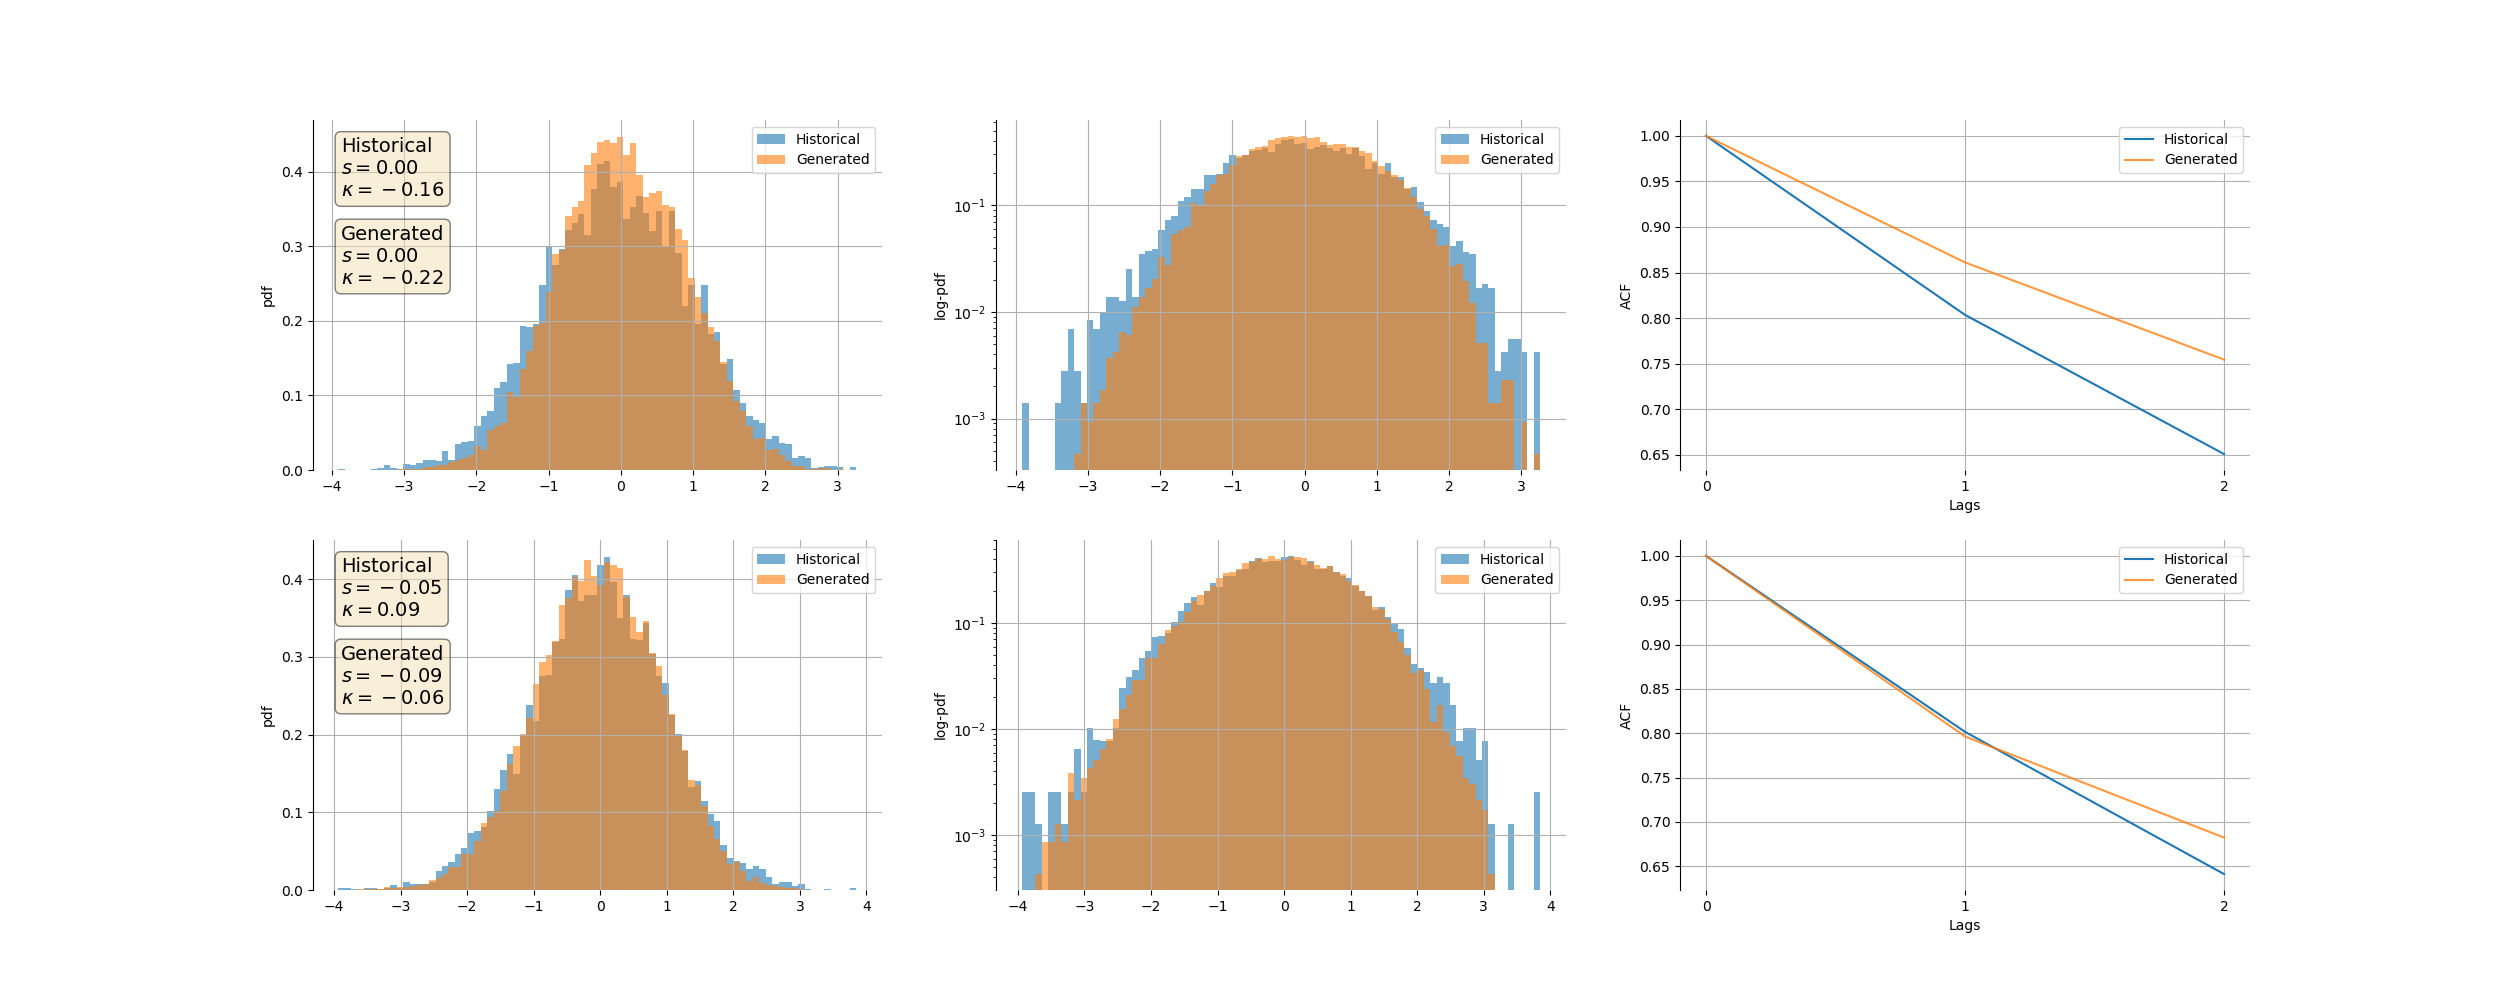 Historical
s = 0.00
κ = −0.16
Generated
s = 0.00
κ = −0.22
Historical
Generated
pdf
0.4
0.3
0.2
0.1
0.0
−4 −3 −2 −1 0 1 2 3
Historical
Generated
log-pdf
10⁻¹
10⁻²
10⁻³
−4 −3 −2 −1 0 1 2 3
Historical
Generated
ACF
1.00
0.95
0.90
0.85
0.80
0.75
0.70
0.65
0 1 2
Lags
Historical
s = −0.05
κ = 0.09
Generated
s = −0.09
κ = −0.06
Historical
Generated
pdf
0.4
0.3
0.2
0.1
0.0
−4 −3 −2 −1 0 1 2 3 4
Historical
Generated
log-pdf
10⁻¹
10⁻²
10⁻³
−4 −3 −2 −1 0 1 2 3 4
Historical
Generated
ACF
1.00
0.95
0.90
0.85
0.80
0.75
0.70
0.65
0 1 2
Lags